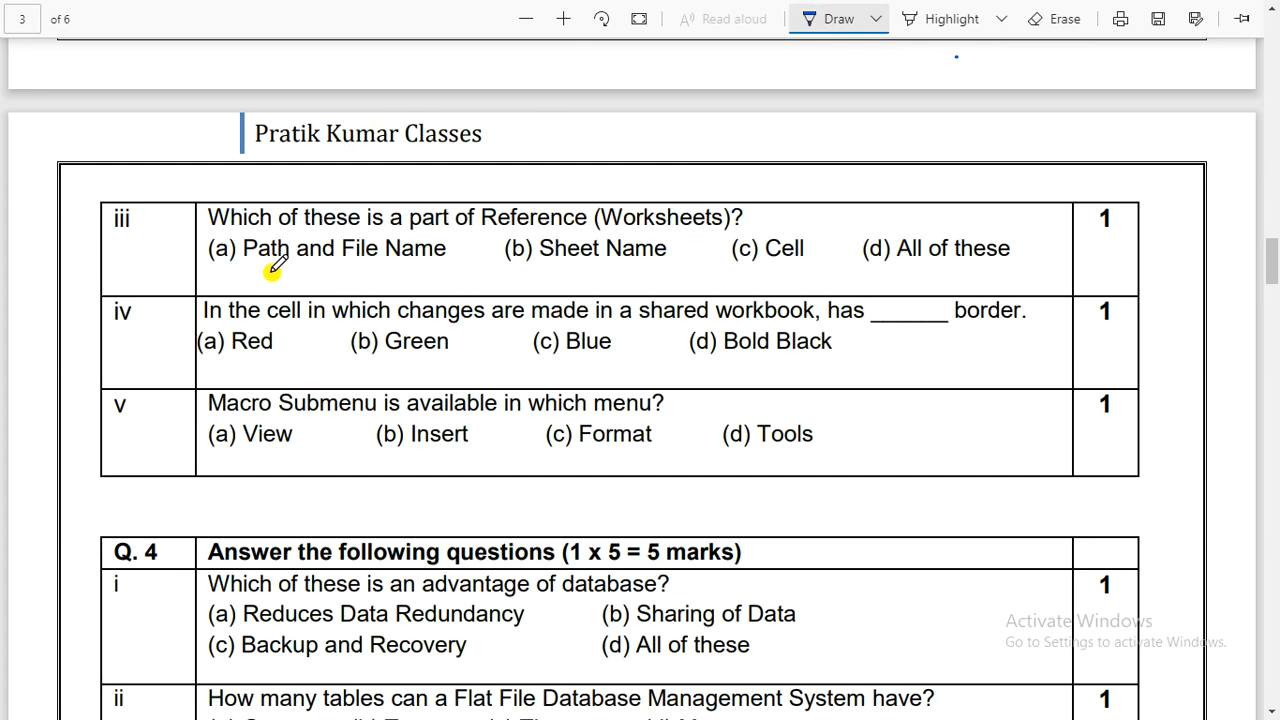 3 of 6 Read aloud Draw Highlight Erase
Pratik Kumar Classes
iii Which of these is a part of Reference (Worksheets)? 1
(a) Path and File Name (b) Sheet Name (c) Cell (d) All of these
iv In the cell in which changes are made in a shared workbook, has ______ border. 1
(a) Red (b) Green (c) Blue (d) Bold Black
v Macro Submenu is available in which menu? 1
(a) View (b) Insert (c) Format (d) Tools
Q. 4 Answer the following questions (1 x 5 = 5 marks)
i Which of these is an advantage of database? 1
(a) Reduces Data Redundancy (b) Sharing of Data
(c) Backup and Recovery (d) All of these
Activate Windows
Go to Settings to activate Windows.
ii How many tables can a Flat File Database Management System have? 1